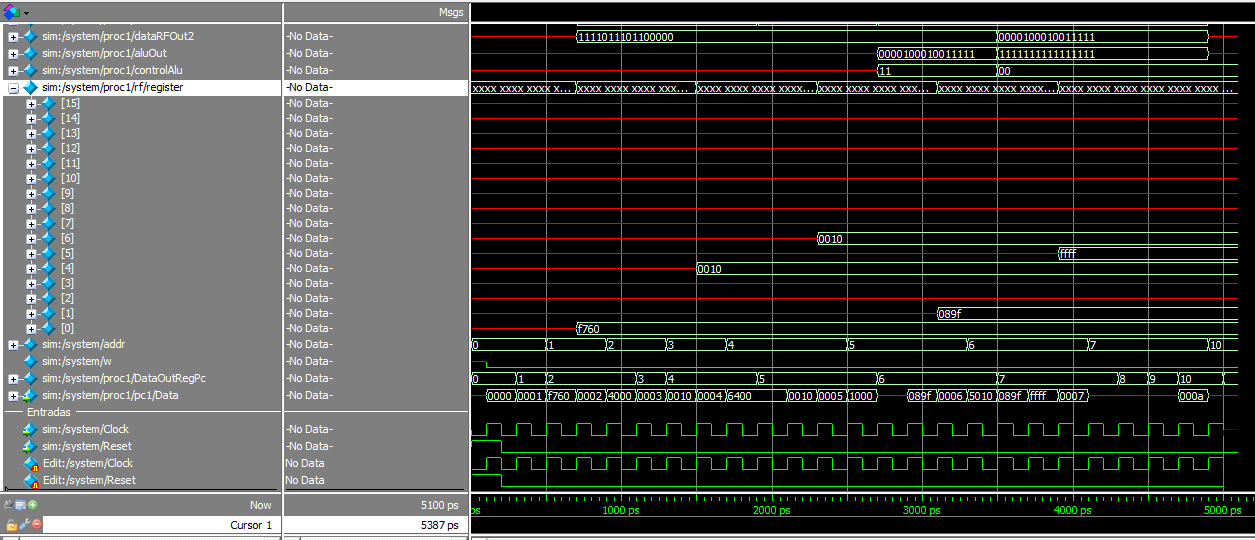 Msgs
sim:/system/proc1/dataRFOut2 -No Data- 1111011101100000 0000100010011111
sim:/system/proc1/aluOut -No Data- 0000100010011111 1111111111111111
sim:/system/proc1/controlAlu -No Data- 11 00
sim:/system/proc1/rf/register -No Data- xxxx xxxx xxxx x... xxxx xxxx xxxx xxx... xxxx xxxx xxxx xxxx... xxxx xxxx xxxx xxxx... xxxx xxxx xxxx xxxx... xxxx xxxx xxxx xxxx xxxx xxxx ...
[15] -No Data-
[14] -No Data-
[13] -No Data-
[12] -No Data-
[11] -No Data-
[10] -No Data-
[9] -No Data-
[8] -No Data-
[7] -No Data-
[6] -No Data- 0010
[5] -No Data- ffff
[4] -No Data- 0010
[3] -No Data-
[2] -No Data-
[1] -No Data- 089f
[0] -No Data- f760
sim:/system/addr -No Data- 0 1 2 3 4 5 6 7 10
sim:/system/w -No Data-
sim:/system/proc1/DataOutRegPc -No Data- 0 1 2 3 4 5 6 7 8 9 10
sim:/system/proc1/pc1/Data -No Data- 0000 0001 f760 0002 4000 0003 0010 0004 6400 0010 0005 1000 089f 0006 5010 089f ffff 0007 000a
Entradas
sim:/system/Clock -No Data-
sim:/system/Reset -No Data-
Edit:/system/Clock No Data
Edit:/system/Reset No Data
Now 5100 ps ps 1000 ps 2000 ps 3000 ps 4000 ps 5000 ps
Cursor 1 5387 ps